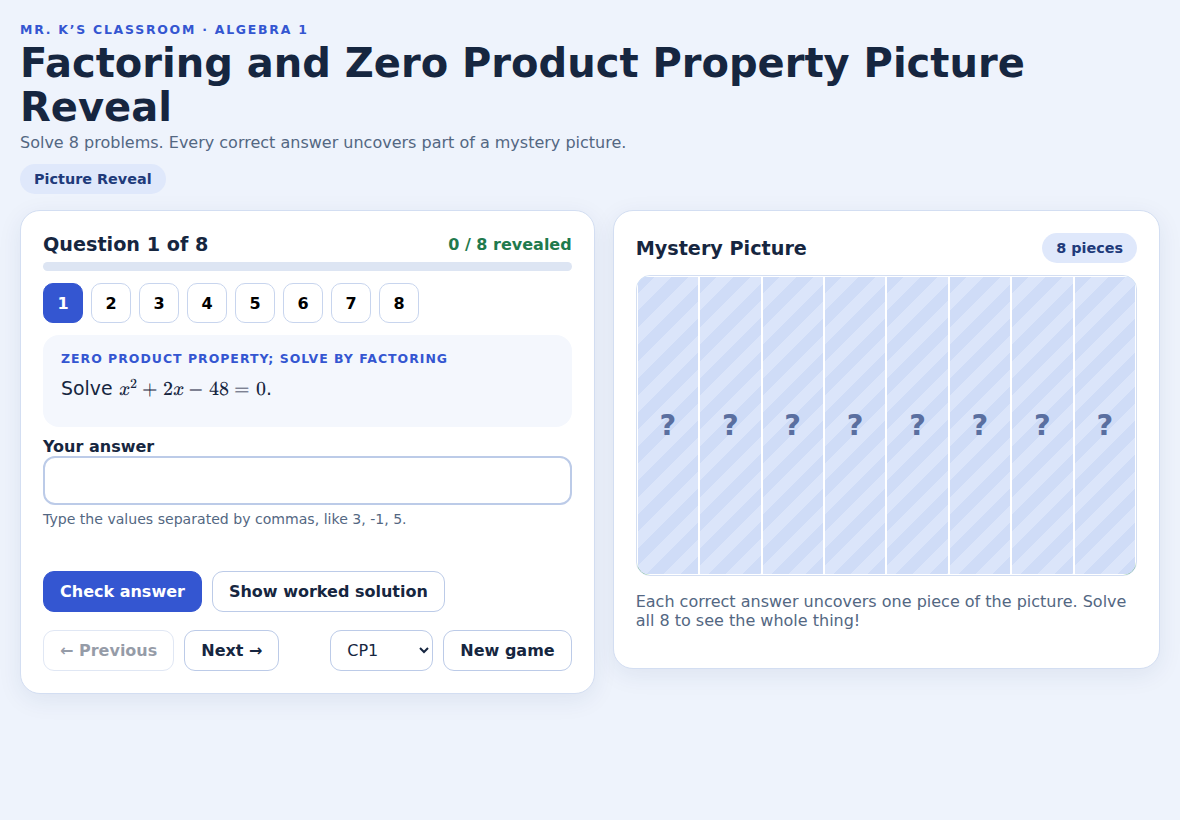 MR. K’S CLASSROOM · ALGEBRA 1
Factoring and Zero Product Property Picture
Reveal
Solve 8 problems. Every correct answer uncovers part of a mystery picture.
Picture Reveal
Question 1 of 8
0 / 8 revealed
1 2 3 4 5 6 7 8
ZERO PRODUCT PROPERTY; SOLVE BY FACTORING
Solve x² + 2x − 48 = 0.
Your answer
Type the values separated by commas, like 3, -1, 5.
Check answer
Show worked solution
← Previous
Next →
CP1
New game
Mystery Picture
8 pieces
? ? ? ? ? ? ? ?
Each correct answer uncovers one piece of the picture. Solve
all 8 to see the whole thing!